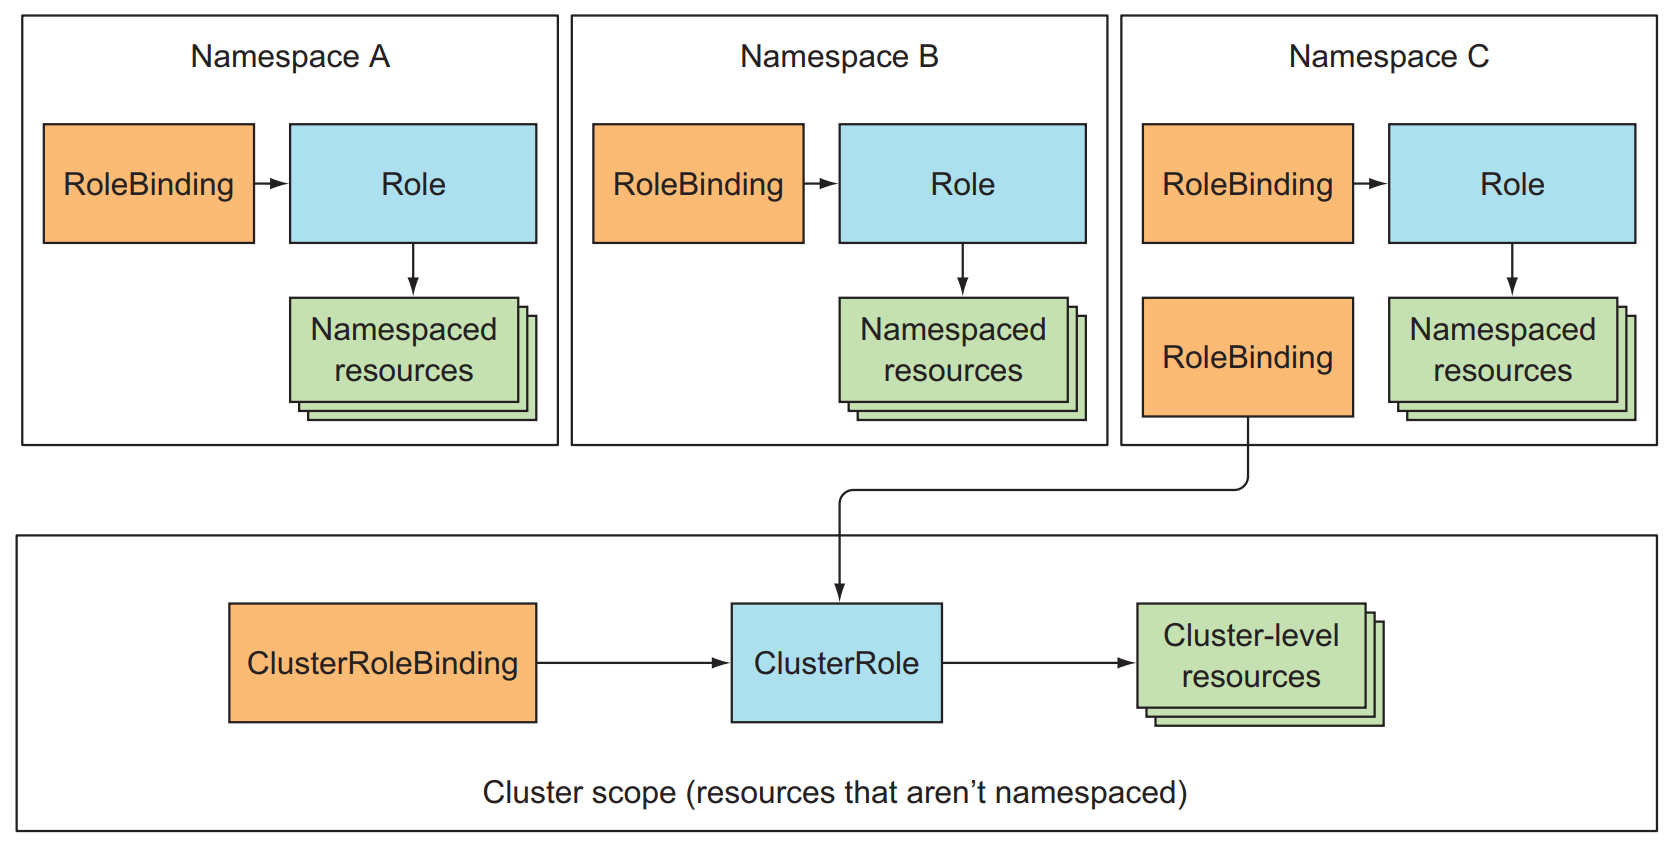 Namespace A
RoleBinding
Role
Namespaced
resources
Namespace B
RoleBinding
Role
Namespaced
resources
Namespace C
RoleBinding
Role
RoleBinding
Namespaced
resources
ClusterRoleBinding
ClusterRole
Cluster-level
resources
Cluster scope (resources that aren’t namespaced)